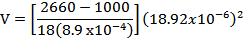 V = [2660 − 1000 / 18(8.9 x10⁻⁴)] (18.92x10⁻⁶)²